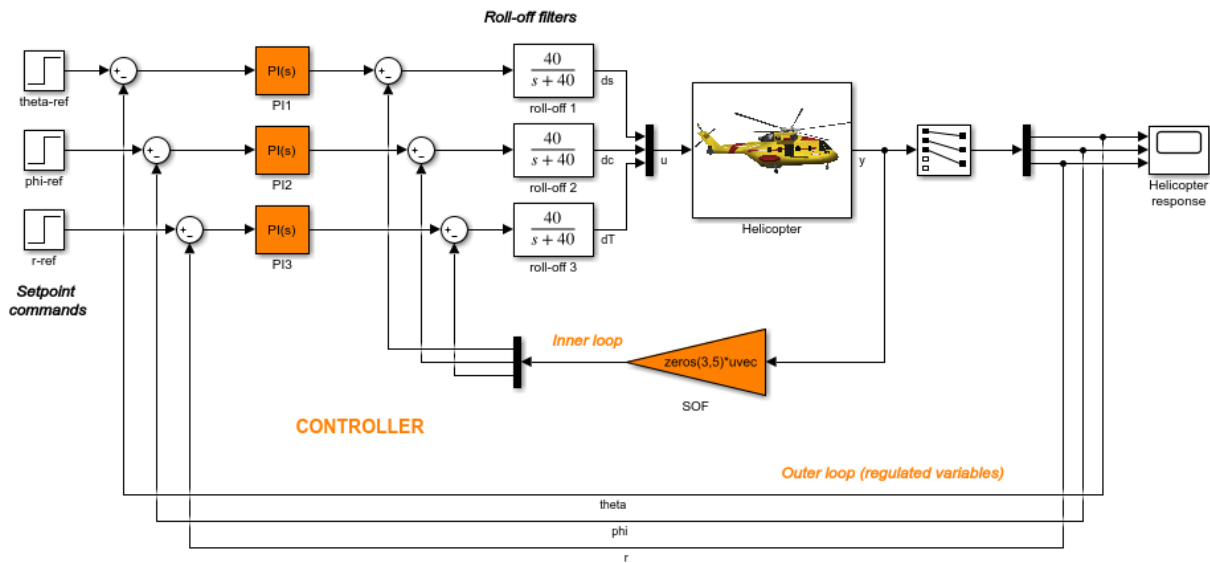 Roll-off filters
theta-ref
+
-
PI(s)
PI1
+
-
40
s + 40
roll-off 1
ds
phi-ref
+
-
PI(s)
PI2
+
-
40
s + 40
roll-off 2
dc
u
Helicopter
y
Helicopter
response
r-ref
+
-
PI(s)
PI3
+
-
40
s + 40
roll-off 3
dT
Setpoint
commands
Inner loop
zeros(3,5)*uvec
SOF
CONTROLLER
Outer loop (regulated variables)
theta
phi
r